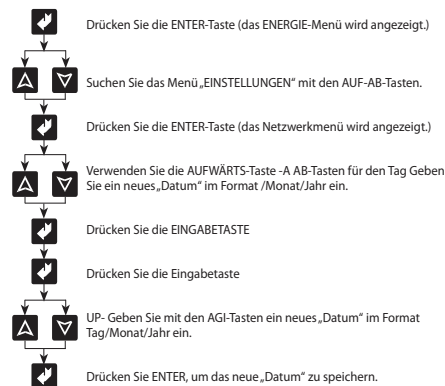 Drücken Sie die ENTER-Taste (das ENERGIE-Menü wird angezeigt.)
Suchen Sie das Menü „EINSTELLUNGEN“ mit den AUF-AB-Tasten.
Drücken Sie die ENTER-Taste (das Netzwerkmenü wird angezeigt.)
Verwenden Sie die AUFWÄRTS-Taste -A AB-Tasten für den Tag Geben
Sie ein neues „Datum“ im Format /Monat/Jahr ein.
Drücken Sie die EINGABETASTE
Drücken Sie die Eingabetaste
UP- Geben Sie mit den AGI-Tasten ein neues „Datum“ im Format
Tag/Monat/Jahr ein.
Drücken Sie ENTER, um das neue „Datum“ zu speichern.